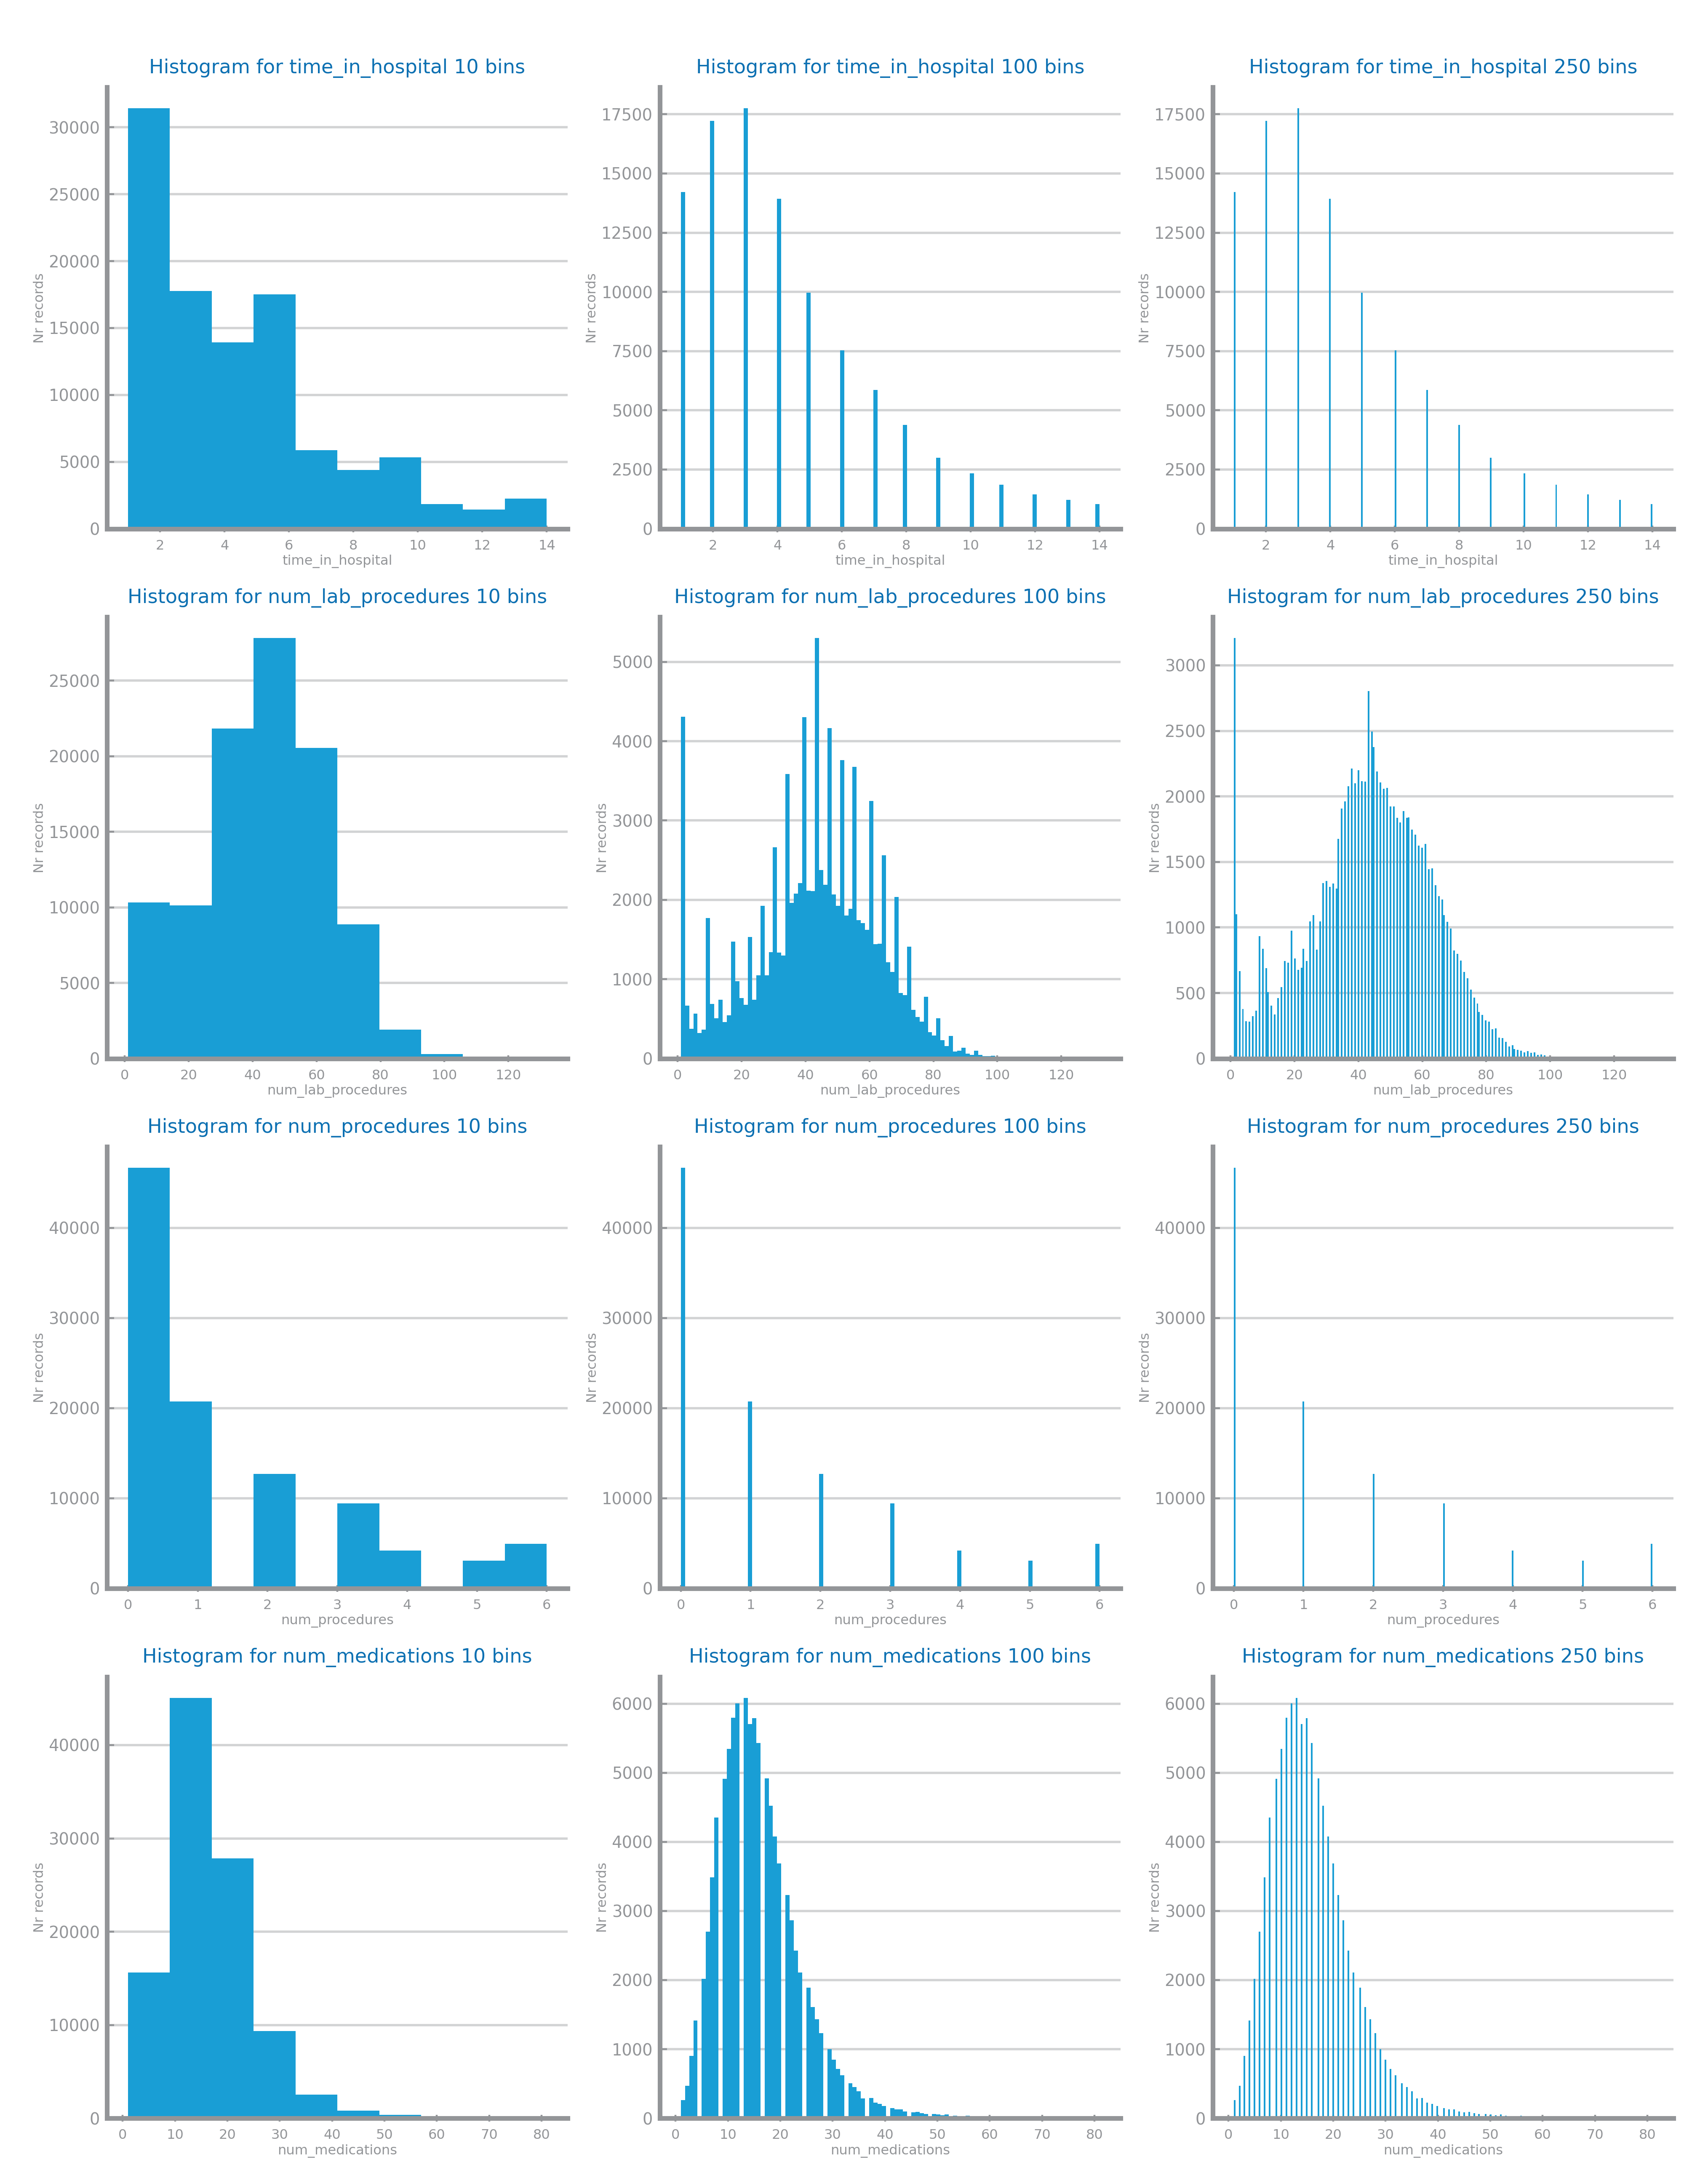 Histogram for time_in_hospital 10 bins
30000
25000
20000
15000
10000
5000
0
Nr records
2 4 6 8 10 12 14
time_in_hospital
Histogram for time_in_hospital 100 bins
17500
15000
12500
10000
7500
5000
2500
0
Nr records
2 4 6 8 10 12 14
time_in_hospital
Histogram for time_in_hospital 250 bins
17500
15000
12500
10000
7500
5000
2500
0
Nr records
2 4 6 8 10 12 14
time_in_hospital
Histogram for num_lab_procedures 10 bins
25000
20000
15000
10000
5000
0
Nr records
0 20 40 60 80 100 120
num_lab_procedures
Histogram for num_lab_procedures 100 bins
5000
4000
3000
2000
1000
0
Nr records
0 20 40 60 80 100 120
num_lab_procedures
Histogram for num_lab_procedures 250 bins
3000
2500
2000
1500
1000
500
0
Nr records
0 20 40 60 80 100 120
num_lab_procedures
Histogram for num_procedures 10 bins
40000
30000
20000
10000
0
Nr records
0 1 2 3 4 5 6
num_procedures
Histogram for num_procedures 100 bins
40000
30000
20000
10000
0
Nr records
0 1 2 3 4 5 6
num_procedures
Histogram for num_procedures 250 bins
40000
30000
20000
10000
0
Nr records
0 1 2 3 4 5 6
num_procedures
Histogram for num_medications 10 bins
40000
30000
20000
10000
0
Nr records
0 10 20 30 40 50 60 70 80
num_medications
Histogram for num_medications 100 bins
6000
5000
4000
3000
2000
1000
0
Nr records
0 10 20 30 40 50 60 70 80
num_medications
Histogram for num_medications 250 bins
6000
5000
4000
3000
2000
1000
0
Nr records
0 10 20 30 40 50 60 70 80
num_medications